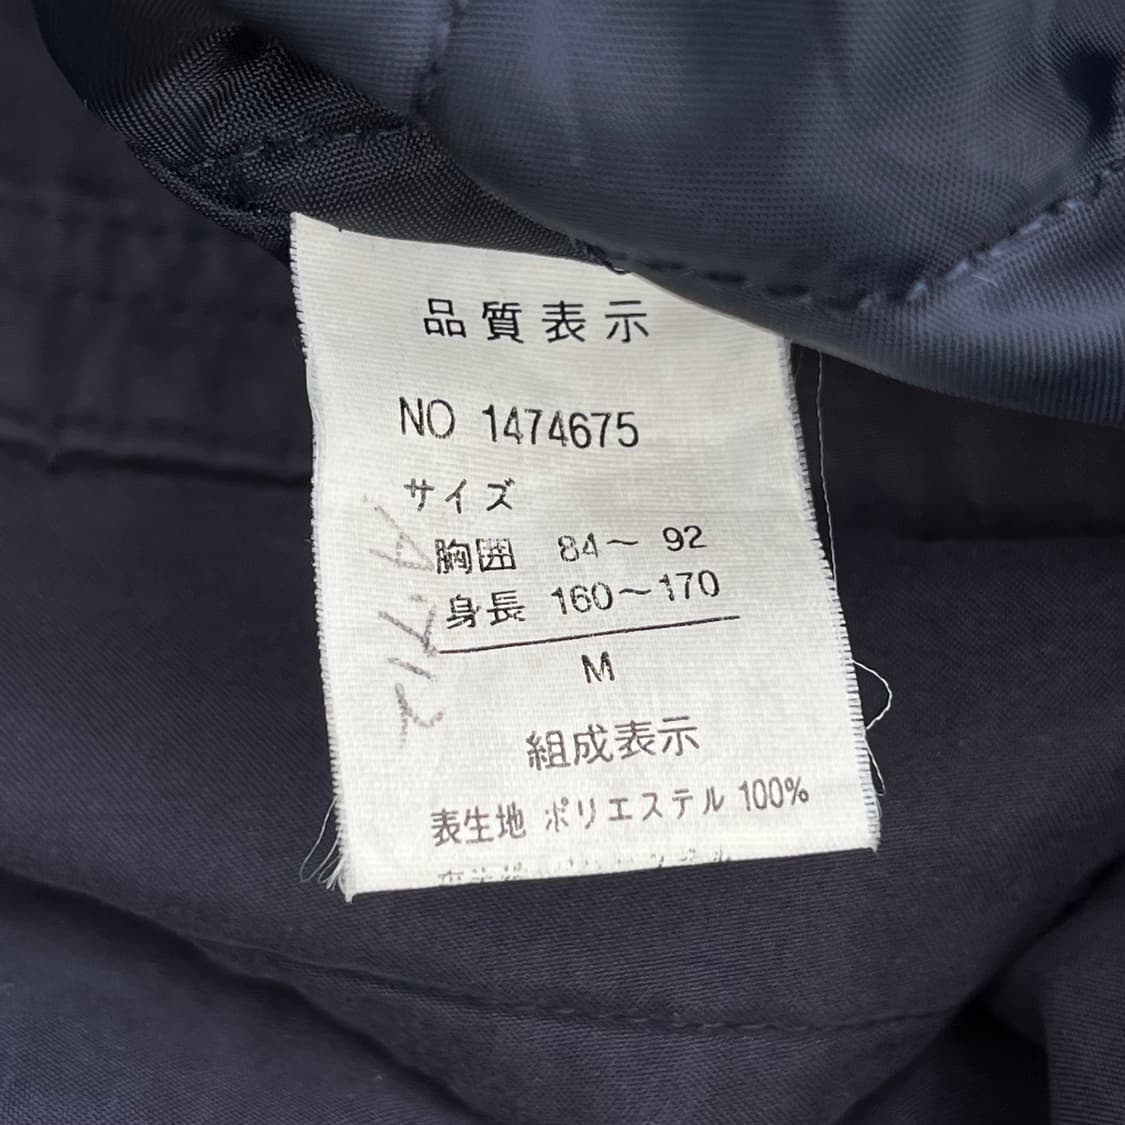 品質表示
NO 1474675
サイズ
胸囲 84～ 92
身長 160～170
M
組成表示
表生地 ポリエステル 100%